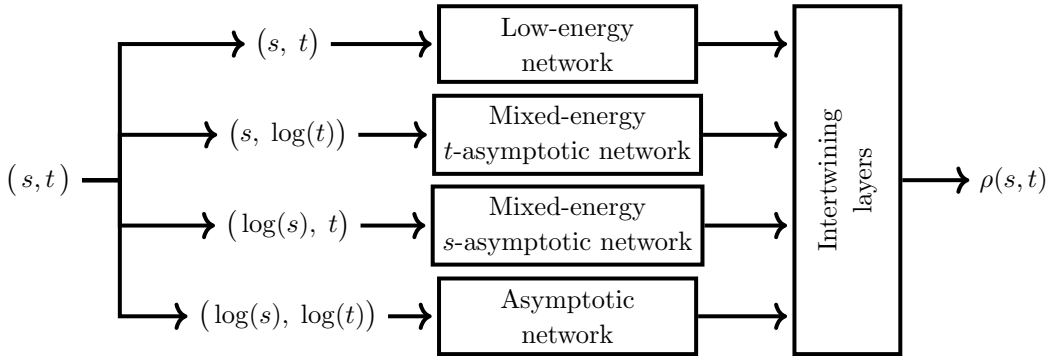 (s, t)
(s, t)
Low-energy
network
(s, log(t))
Mixed-energy
t-asymptotic network
(log(s), t)
Mixed-energy
s-asymptotic network
(log(s), log(t))
Asymptotic
network
Intertwining
layers
ρ(s, t)